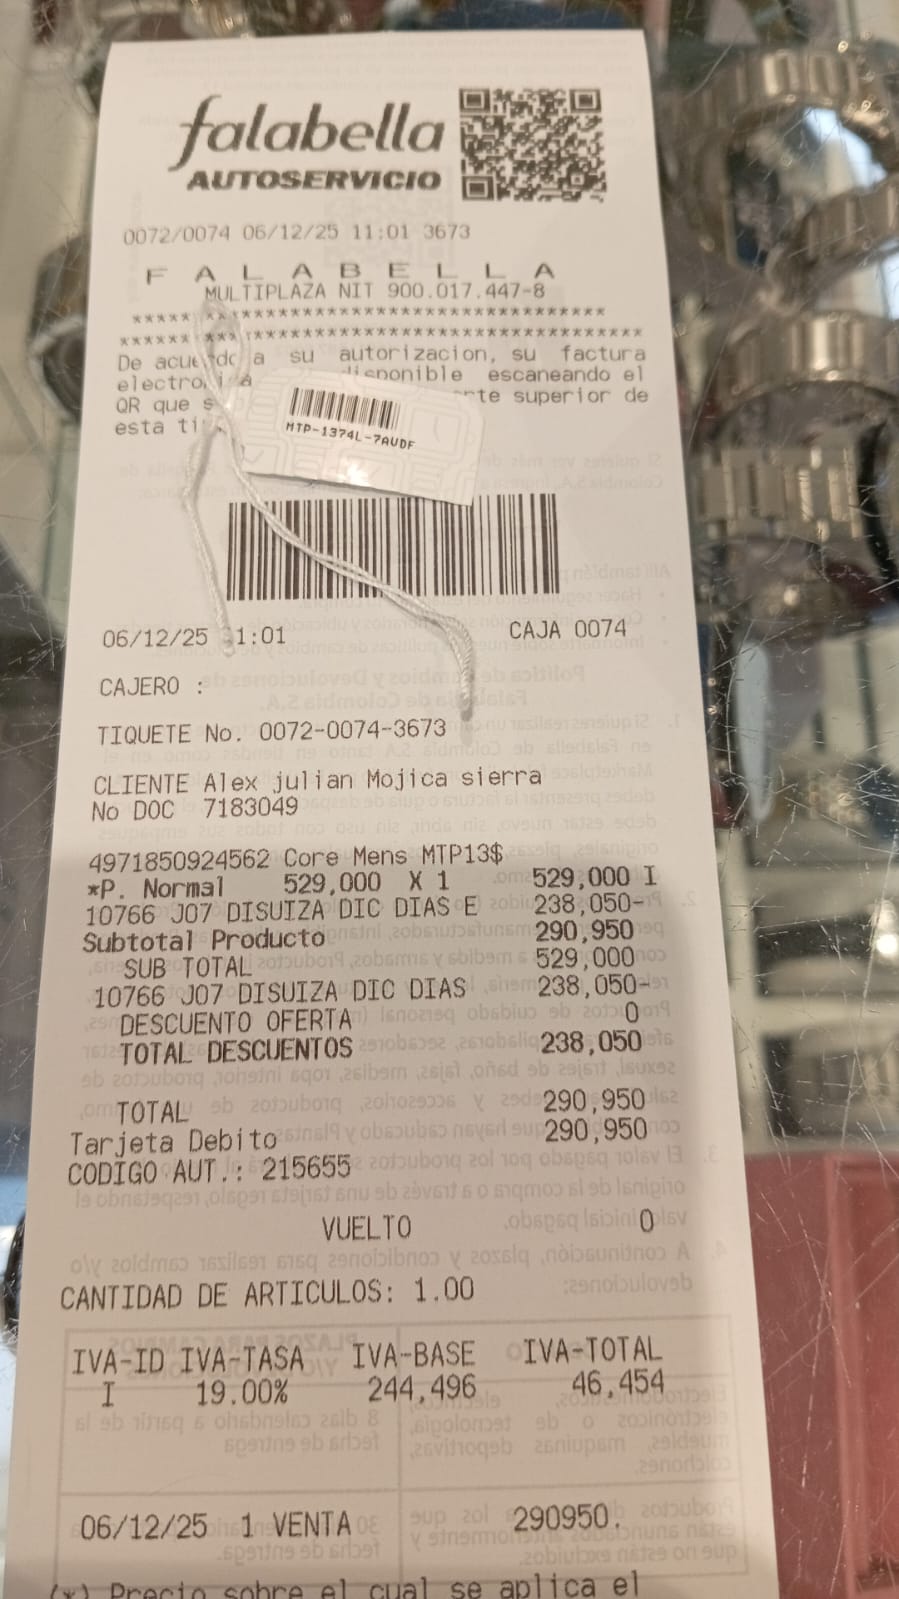 falabella
AUTOSERVICIO
0072/0074 06/12/25 11:01 3673
F A L A B E L L A
MULTIPLAZA NIT 900.017.447-8
De acuerdo a su autorizacion, su factura
disponible escaneando el
QR que superior de
esta
MTP-1374L-7AVDF
06/12/25 1:01 CAJA 0074
CAJERO :
TIQUETE No. 0072-0074-3673
CLIENTE Alex julian Mojica sierra
No DOC 7183049
4971850924562 Core Mens MTP13$
*P. Normal 529,000 X 1 529,000 I
10766 J07 DISUIZA DIC DIAS E 238,050-
Subtotal Producto 290,950
SUB TOTAL 529,000
10766 J07 DISUIZA DIC DIAS 238,050-
DESCUENTO OFERTA 0
TOTAL DESCUENTOS 238,050
TOTAL 290,950
Tarjeta Debito 290,950
CODIGO AUT.: 215655
VUELTO 0
CANTIDAD DE ARTICULOS: 1.00
IVA-ID IVA-TASA IVA-BASE IVA-TOTAL
I 19.00% 244,496 46,454
06/12/25 1 VENTA 290950.
(*) Precio sobre el cual se aplica el